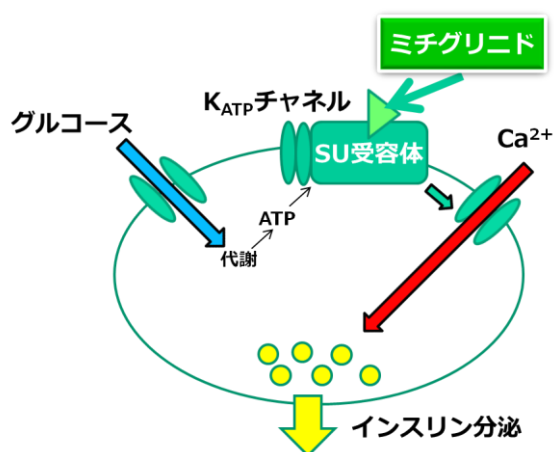 ミチグリニド
KATPチャネル
グルコース
SU受容体
Ca2+
ATP
代謝
インスリン分泌